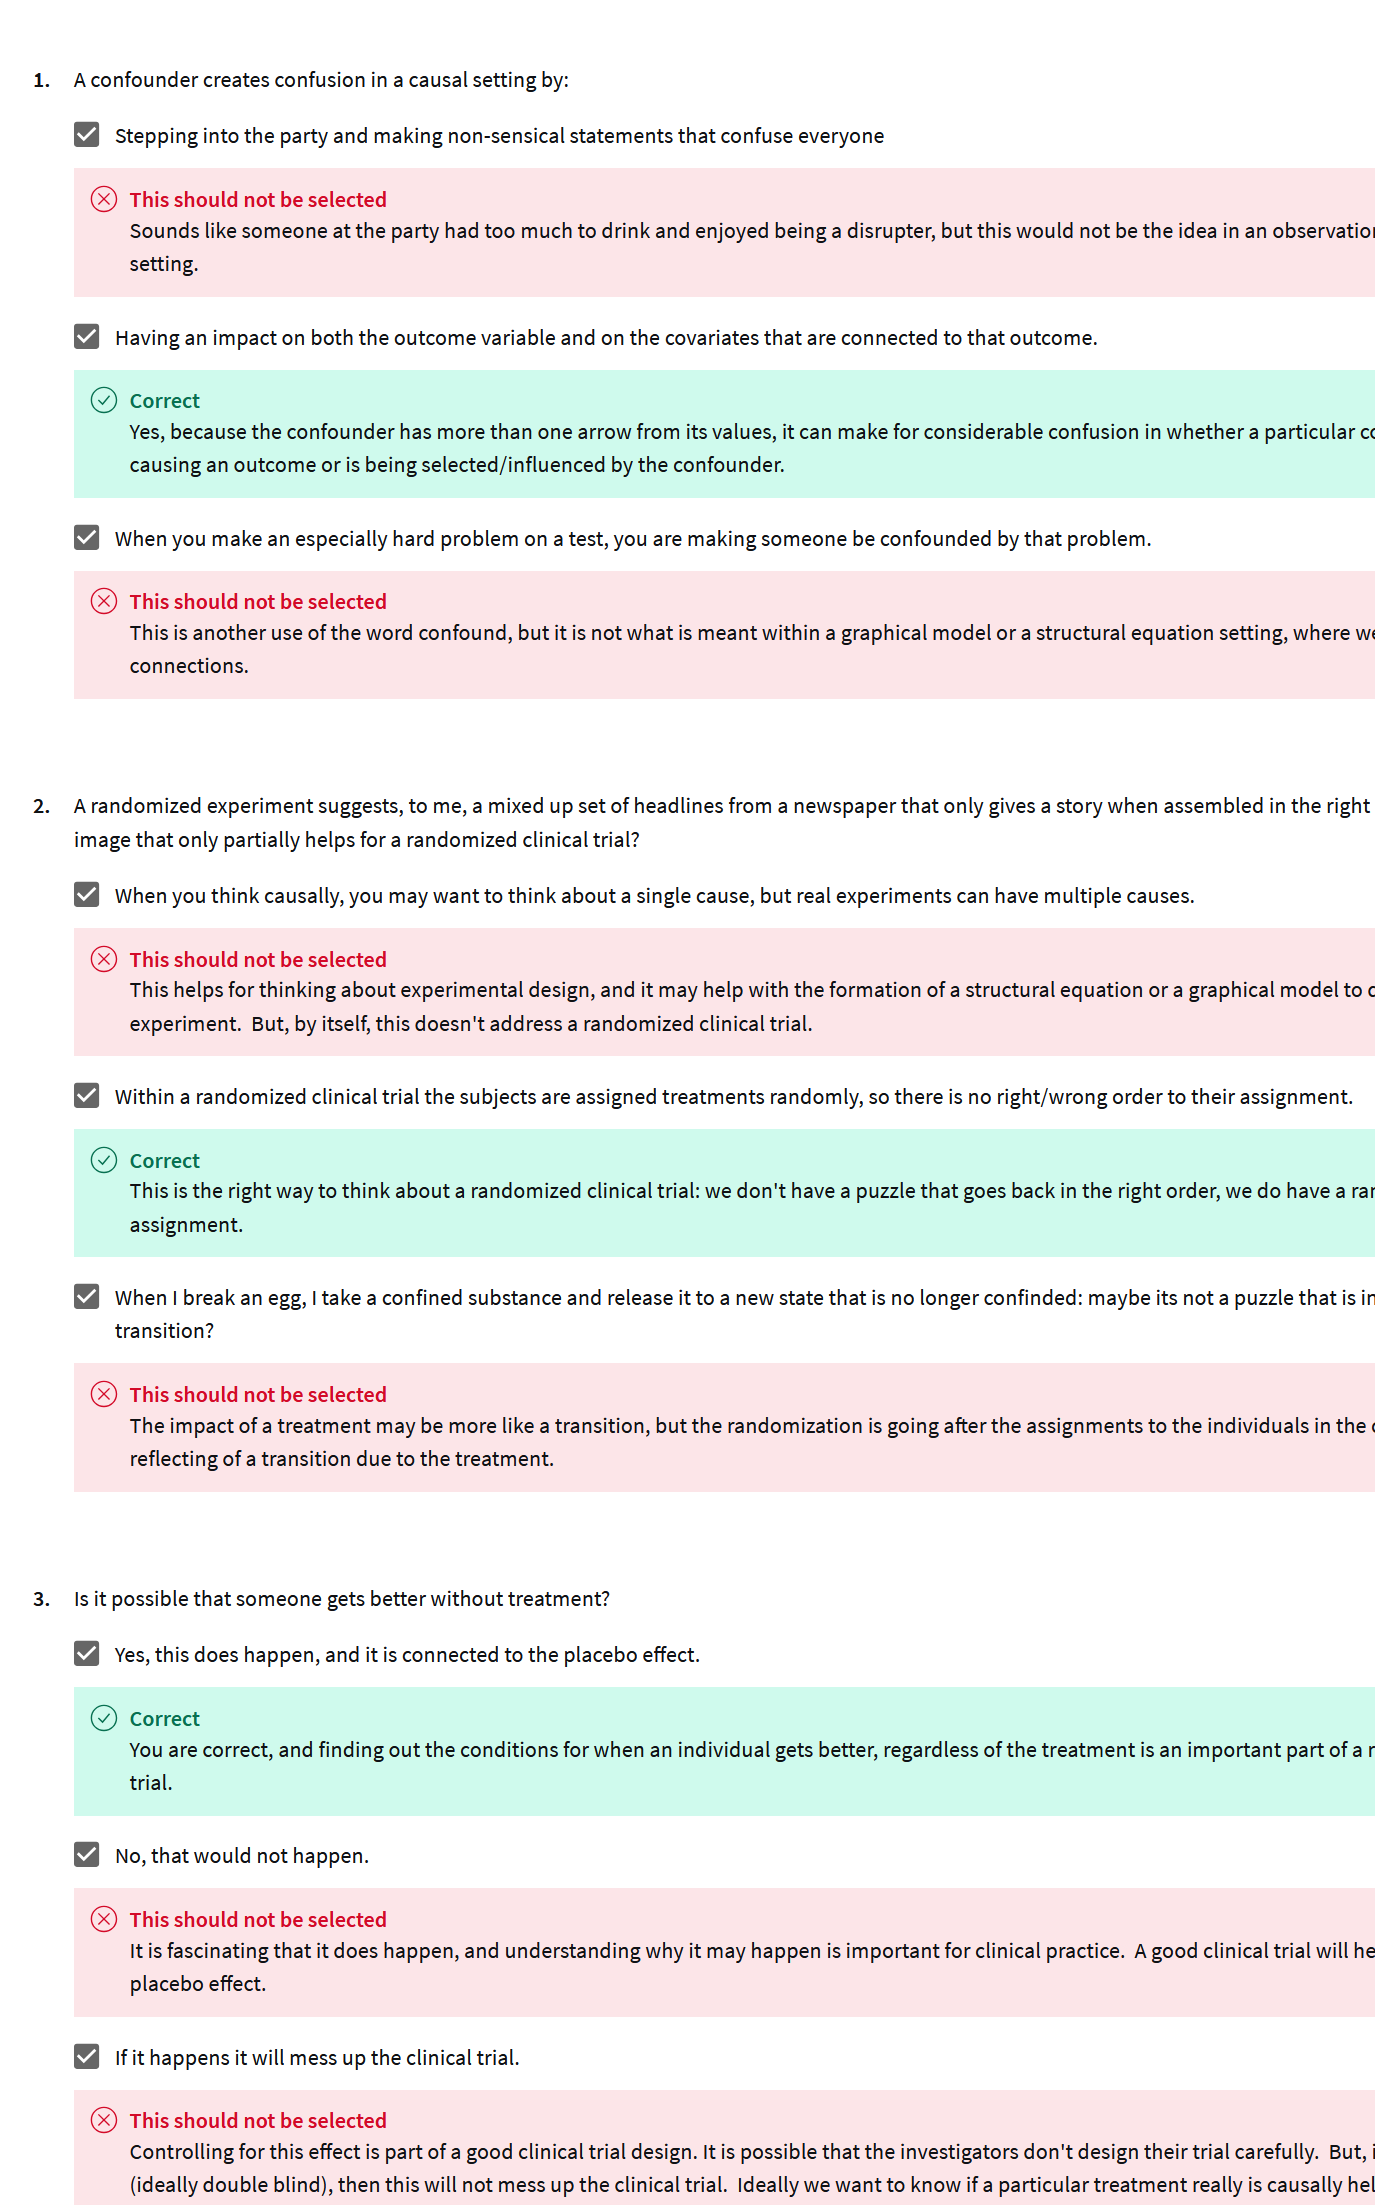 1. A confounder creates confusion in a causal setting by:
Stepping into the party and making non-sensical statements that confuse everyone
This should not be selected
Sounds like someone at the party had too much to drink and enjoyed being a disrupter, but this would not be the idea in an
setting.
Having an impact on both the outcome variable and on the covariates that are connected to that outcome.
Correct
Yes, because the confounder has more than one arrow from its values, it can make for considerable confusion in whether a particular
causing an outcome or is being selected/influenced by the confounder.
When you make an especially hard problem on a test, you are making someone be confounded by that problem.
This should not be selected
This is another use of the word confound, but it is not what is meant within a graphical model or a structural equation setting, where
connections.
2. A randomized experiment suggests, to me, a mixed up set of headlines from a newspaper that only gives a story when assembled in the right
image that only partially helps for a randomized clinical trial?
When you think causally, you may want to think about a single cause, but real experiments can have multiple causes.
This should not be selected
This helps for thinking about experimental design, and it may help with the formation of a structural equation or a graphical model to
experiment. But, by itself, this doesn't address a randomized clinical trial.
Within a randomized clinical trial the subjects are assigned treatments randomly, so there is no right/wrong order to their assignment.
Correct
This is the right way to think about a randomized clinical trial: we don't have a puzzle that goes back in the right order, we do have a
assignment.
When I break an egg, I take a confined substance and release it to a new state that is no longer confinded: maybe its not a puzzle that is
transition?
This should not be selected
The impact of a treatment may be more like a transition, but the randomization is going after the assignments to the individuals in the
reflecting of a transition due to the treatment.
3. Is it possible that someone gets better without treatment?
Yes, this does happen, and it is connected to the placebo effect.
Correct
You are correct, and finding out the conditions for when an individual gets better, regardless of the treatment is an important part of a
trial.
No, that would not happen.
This should not be selected
It is fascinating that it does happen, and understanding why it may happen is important for clinical practice. A good clinical trial will
placebo effect.
If it happens it will mess up the clinical trial.
This should not be selected
Controlling for this effect is part of a good clinical trial design. It is possible that the investigators don't design their trial carefully. But,
(ideally double blind), then this will not mess up the clinical trial. Ideally we want to know if a particular treatment really is causally